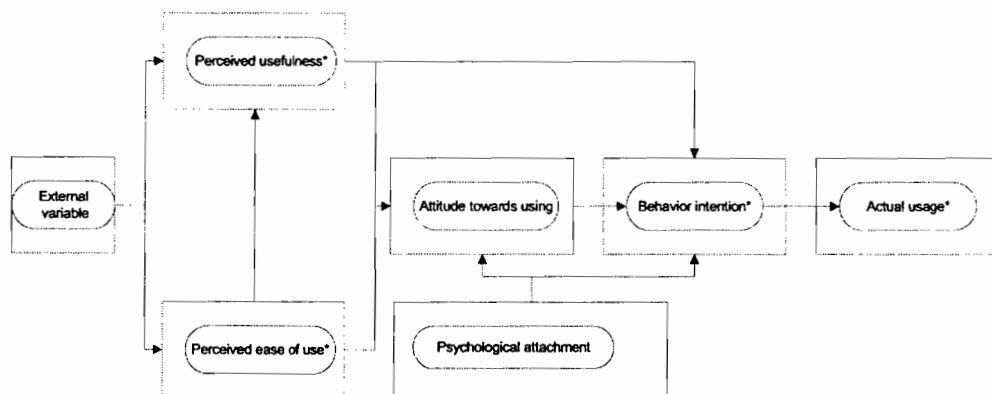 Perceived usefulness*
External
variable
Attitude towards using
Behavior intention*
Actual usage*
Perceived ease of use*
Psychological attachment